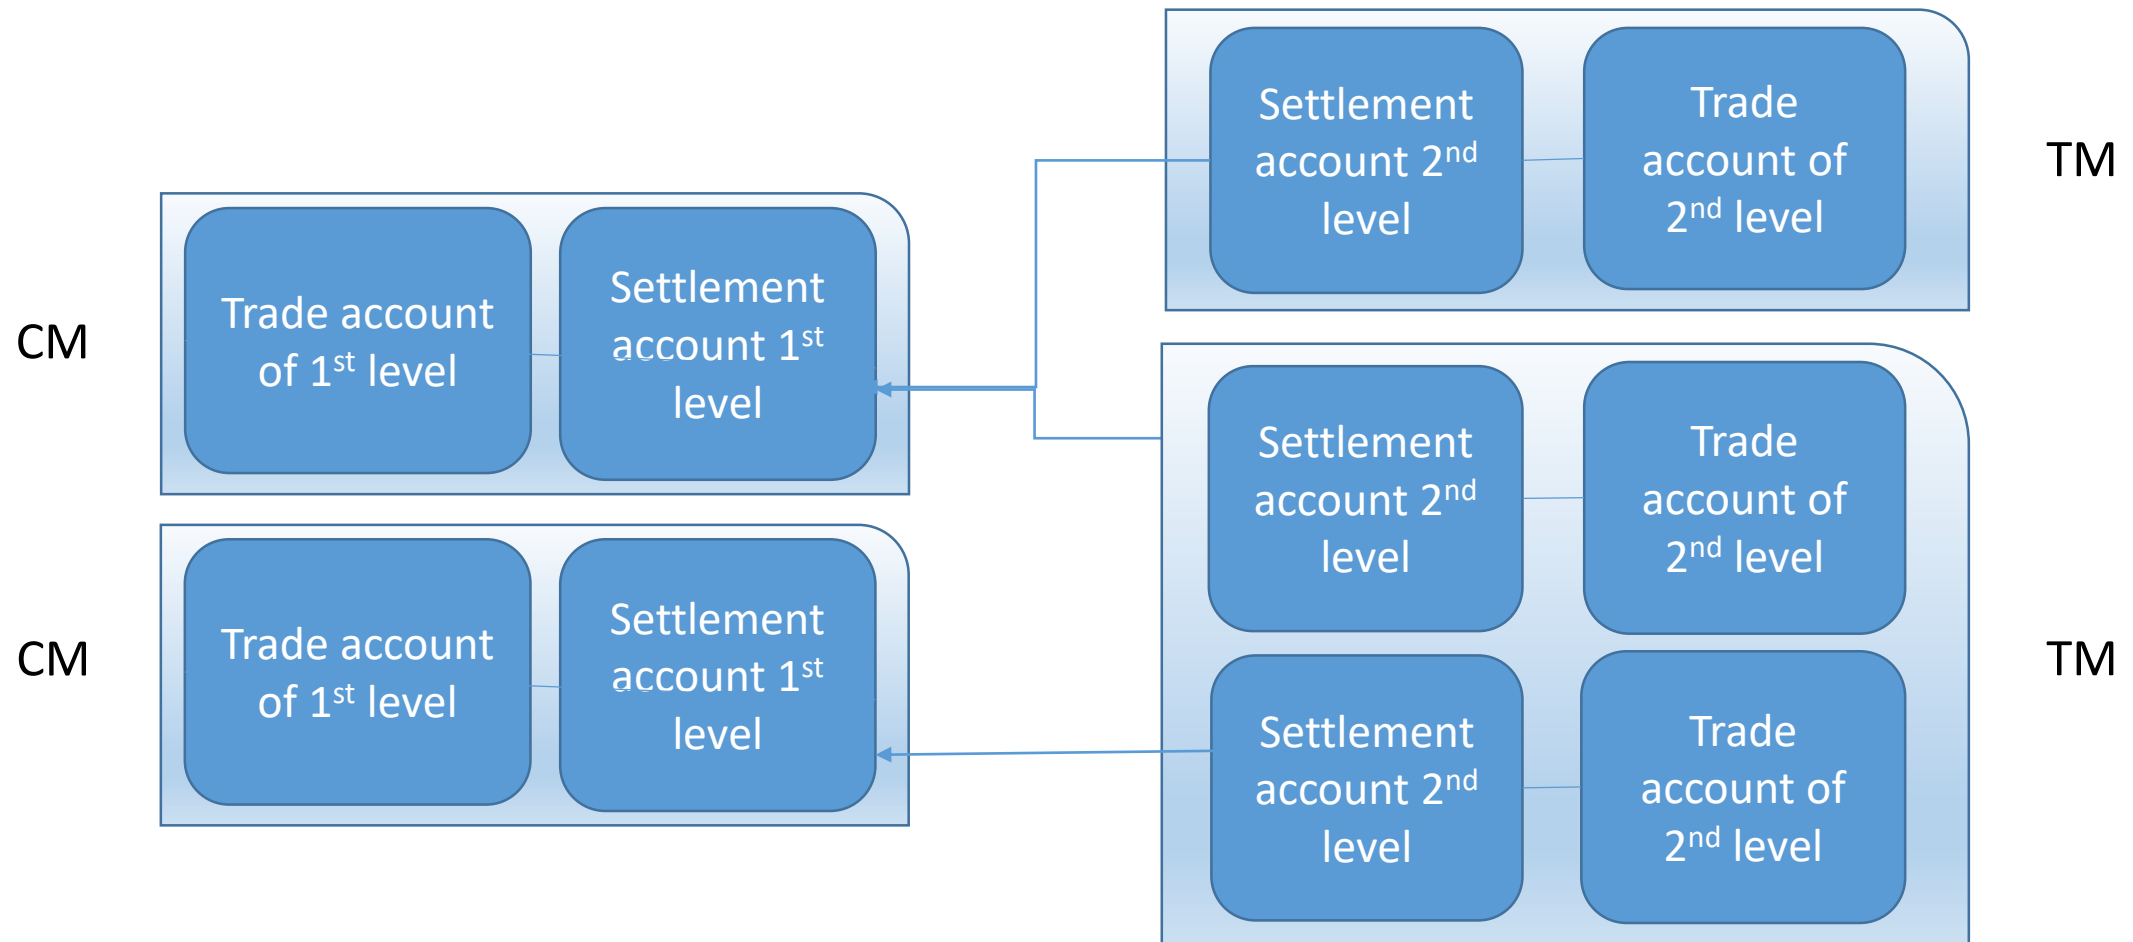 CM
Trade account
of 1st level
Settlement
account 1st
level
CM
Trade account
of 1st level
Settlement
account 1st
level
Settlement
account 2nd
level
Trade
account of
2nd level
TM
Settlement
account 2nd
level
Trade
account of
2nd level
Settlement
account 2nd
level
Trade
account of
2nd level
TM